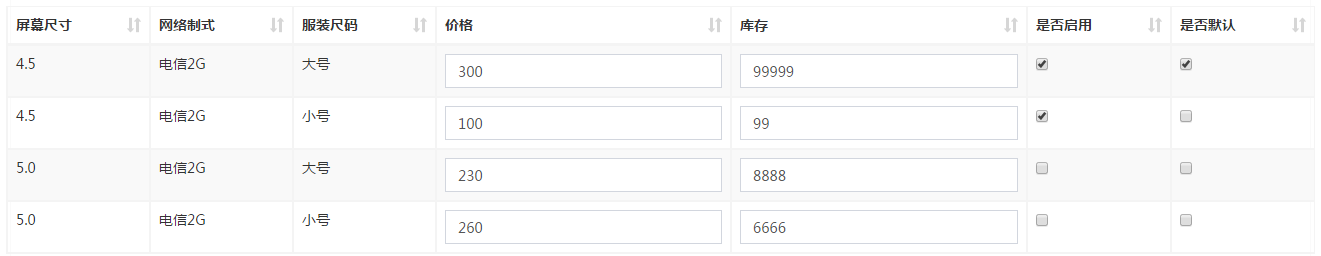 屏幕尺寸 网络制式 服装尺码 价格 库存 是否启用 是否默认
4.5 电信2G 大号 300 99999
4.5 电信2G 小号 100 99
5.0 电信2G 大号 230 8888
5.0 电信2G 小号 260 6666